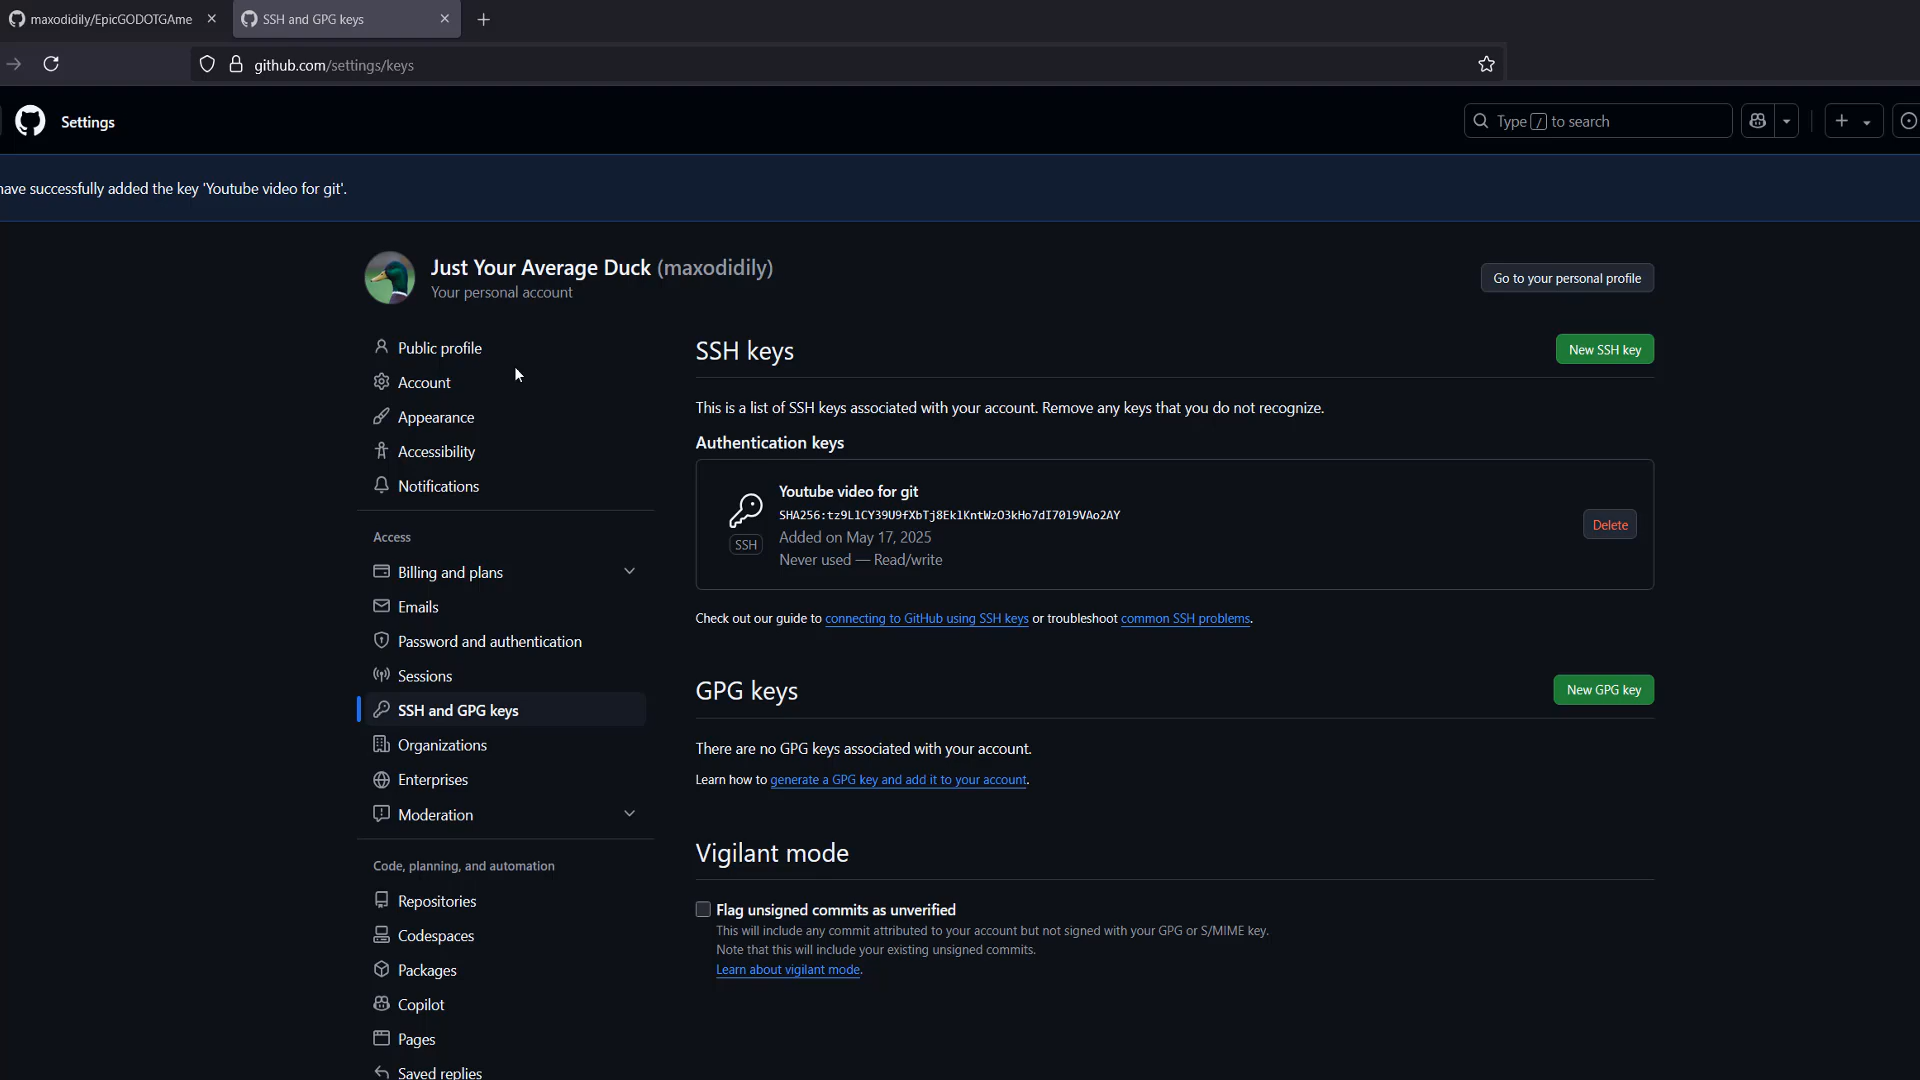 maxodidily/EpicGODOTGAme
SSH and GPG keys
github.com/settings/keys
Settings
Type / to search
have successfully added the key 'Youtube video for git'.
Just Your Average Duck (maxodidily)
Your personal account
Go to your personal profile
Public profile
Account
Appearance
Accessibility
Notifications
Access
Billing and plans
Emails
Password and authentication
Sessions
SSH and GPG keys
Organizations
Enterprises
Moderation
Code, planning, and automation
Repositories
Codespaces
Packages
Copilot
Pages
Saved replies
SSH keys
New SSH key
This is a list of SSH keys associated with your account. Remove any keys that you do not recognize.
Authentication keys
Youtube video for git
SHA256:tz9LlCY39U9fXbTj8EklKntWzO3kHo7dI7019VAo2AY
SSH
Added on May 17, 2025
Never used — Read/write
Delete
Check out our guide to connecting to GitHub using SSH keys or troubleshoot common SSH problems.
GPG keys
New GPG key
There are no GPG keys associated with your account.
Learn how to generate a GPG key and add it to your account.
Vigilant mode
Flag unsigned commits as unverified
This will include any commit attributed to your account but not signed with your GPG or S/MIME key.
Note that this will include your existing unsigned commits.
Learn about vigilant mode.